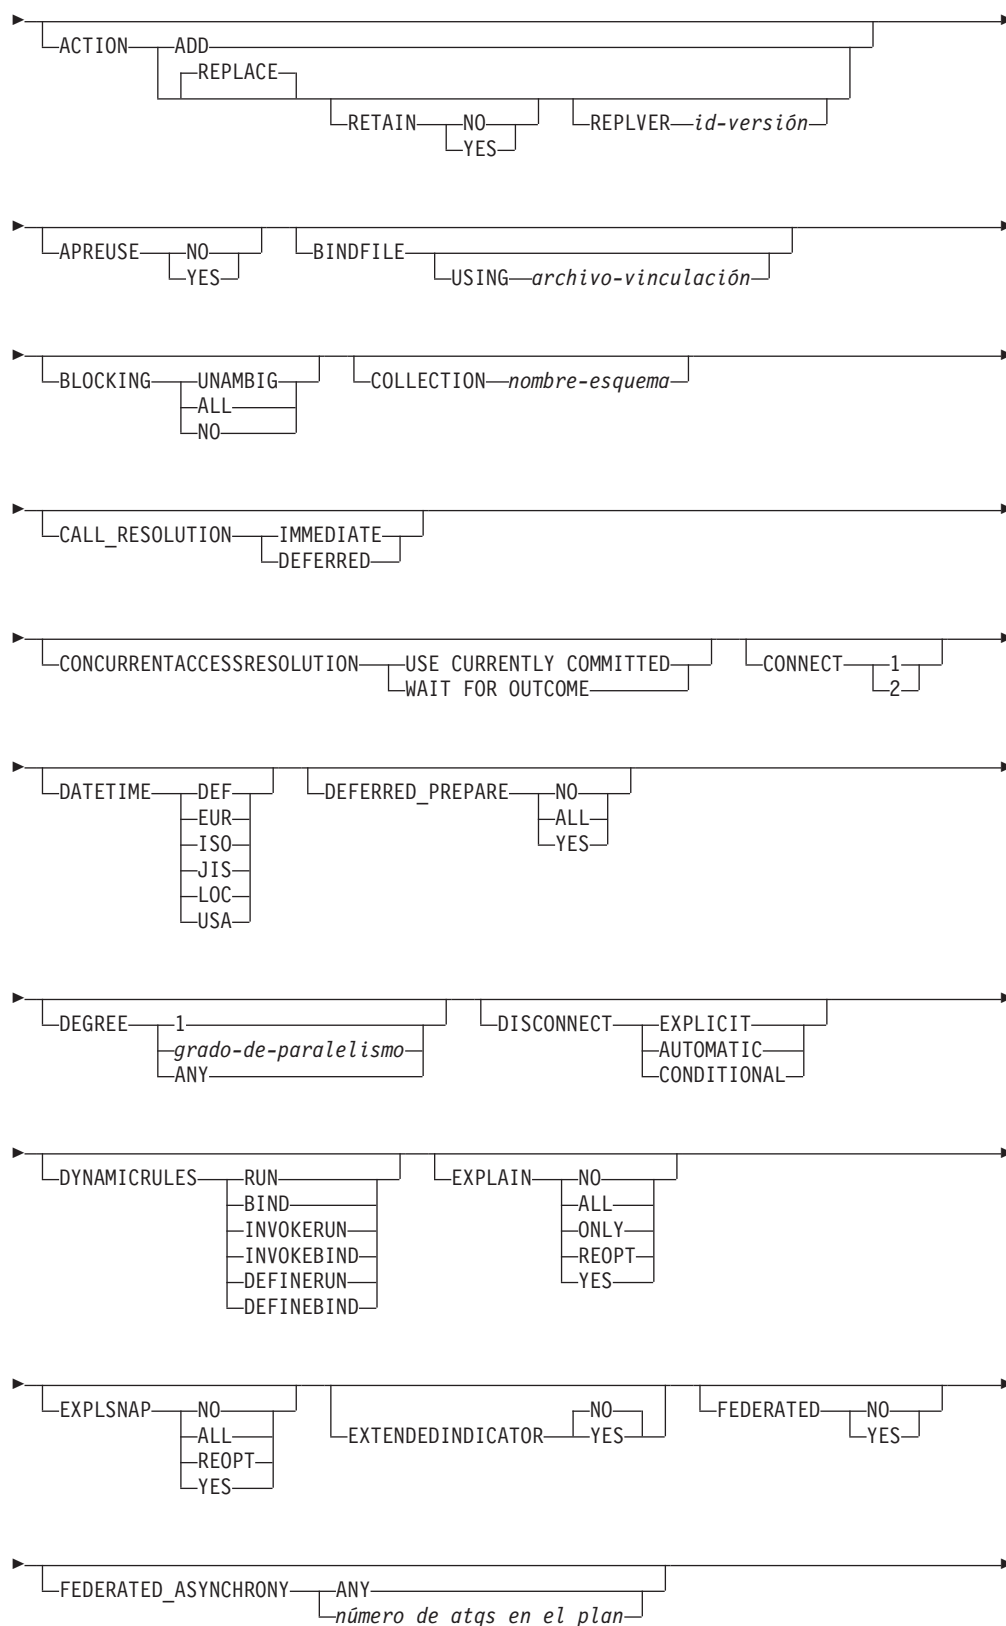 ACTION ADD
REPLACE
RETAIN NO REPLVER id-versión
YES
APREUSE NO BINDFILE
YES USING archivo-vinculación
BLOCKING UNAMBIG COLLECTION nombre-esquema
ALL
NO
CALL_RESOLUTION IMMEDIATE
DEFERRED
CONCURRENTACCESSRESOLUTION USE CURRENTLY COMMITTED CONNECT 1
WAIT FOR OUTCOME 2
DATETIME DEF DEFERRED_PREPARE NO
EUR ALL
ISO YES
JIS
LOC
USA
DEGREE 1 DISCONNECT EXPLICIT
grado-de-paralelismo AUTOMATIC
ANY CONDITIONAL
DYNAMICRULES RUN EXPLAIN NO
BIND ALL
INVOKERUN ONLY
INVOKEBIND REOPT
DEFINERUN YES
DEFINEBIND
EXPLSNAP NO NO FEDERATED NO
ALL EXTENDEDINDICATOR YES YES
REOPT
YES
FEDERATED_ASYNCHRONY ANY
número de atqs en el plan